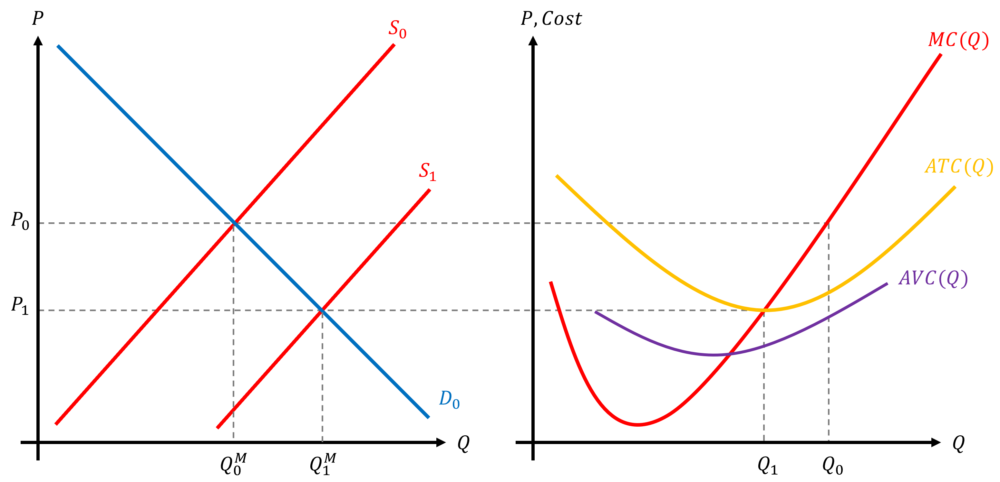 P
S₀
S₁
P₀
P₁
D₀
Q
Q₀ᴹ
Q₁ᴹ
P, Cost
MC(Q)
ATC(Q)
AVC(Q)
Q
Q₁
Q₀